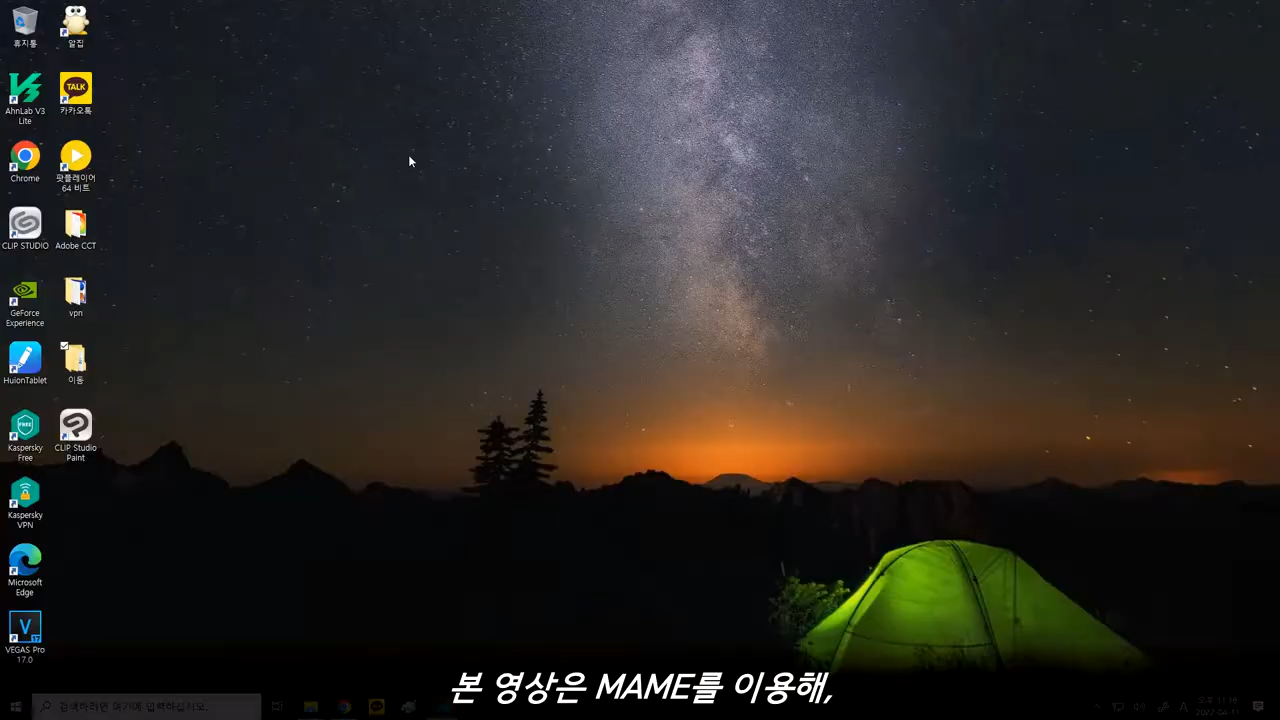 휴지통
알집
AhnLab V3
Lite
TALK
카카오톡
Chrome
팟플레이어
64 비트
CLIP STUDIO
Adobe CCT
GeForce
Experience
vpn
HuionTablet
이동
FREE
Kaspersky
Free
CLIP Studio
Paint
Kaspersky
VPN
Microsoft
Edge
V
17
VEGAS Pro
17.0
본 영상은 MAME를 이용해,
검색하려면 여기에 입력하십시오.
A